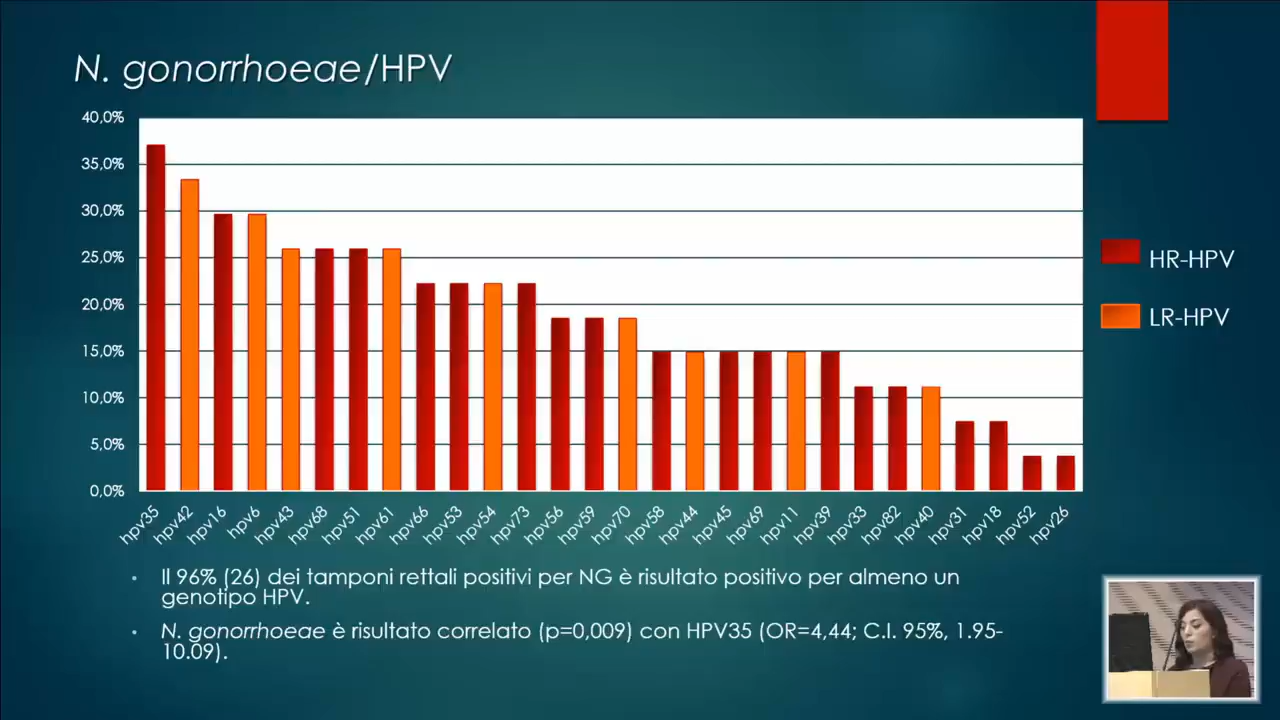 N. gonorrhoeae/HPV
40,0%
35,0%
30,0%
25,0%
20,0%
15,0%
10,0%
5,0%
0,0%
hpv35
hpv42
hpv16
hpv6
hpv43
hpv68
hpv51
hpv61
hpv66
hpv53
hpv54
hpv73
hpv56
hpv59
hpv70
hpv58
hpv44
hpv45
hpv69
hpv11
hpv39
hpv33
hpv82
hpv40
hpv31
hpv18
hpv52
hpv26
HR-HPV
LR-HPV
• Il 96% (26) dei tamponi rettali positivi per NG è risultato positivo per almeno un
genotipo HPV.
• N. gonorrhoeae è risultato correlato (p=0,009) con HPV35 (OR=4,44; C.I. 95%, 1.95-
10.09).